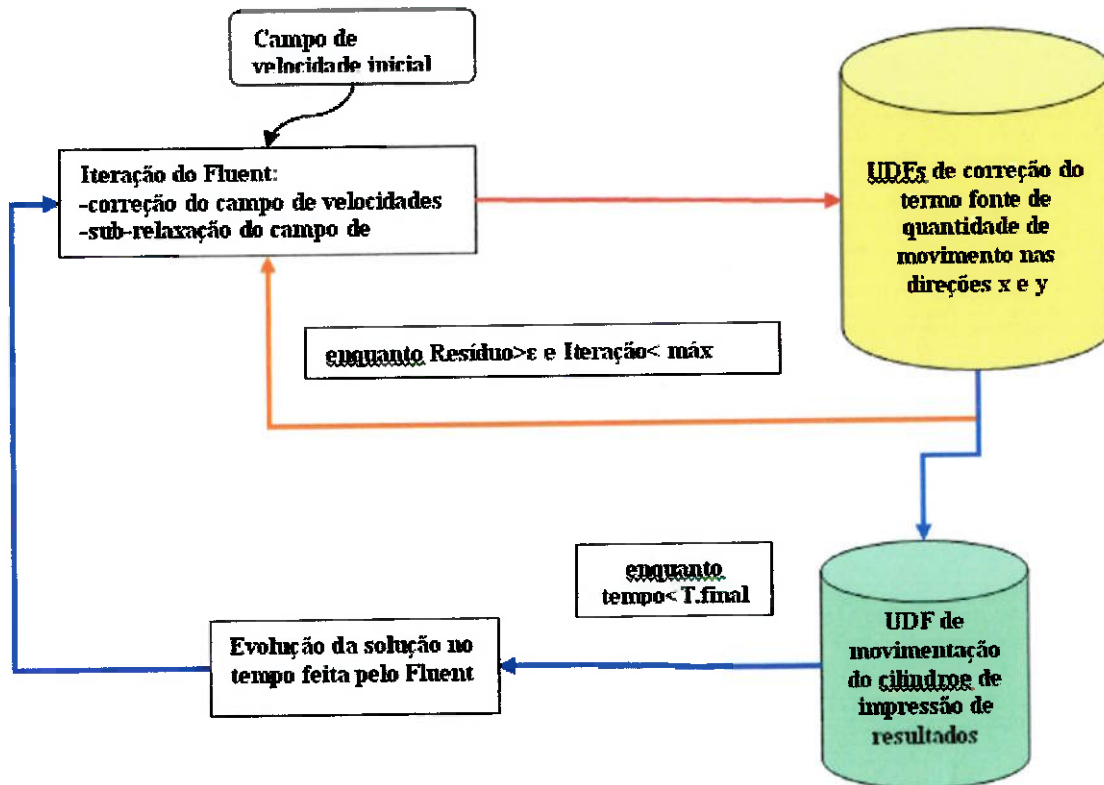 Campo de
velocidade inicial
Iteração do Fluent:
-correção do campo de velocidades
-sub-relaxação do campo de
UDFs de correção do
termo fonte de
quantidade de
movimento nas
direções x e y
enquanto Resíduo>ε e Iteração< máx
enquanto
tempo< T.final
UDF de
movimentação
do cilindroe de
impressão de
resultados
Evolução da solução no
tempo feita pelo Fluent